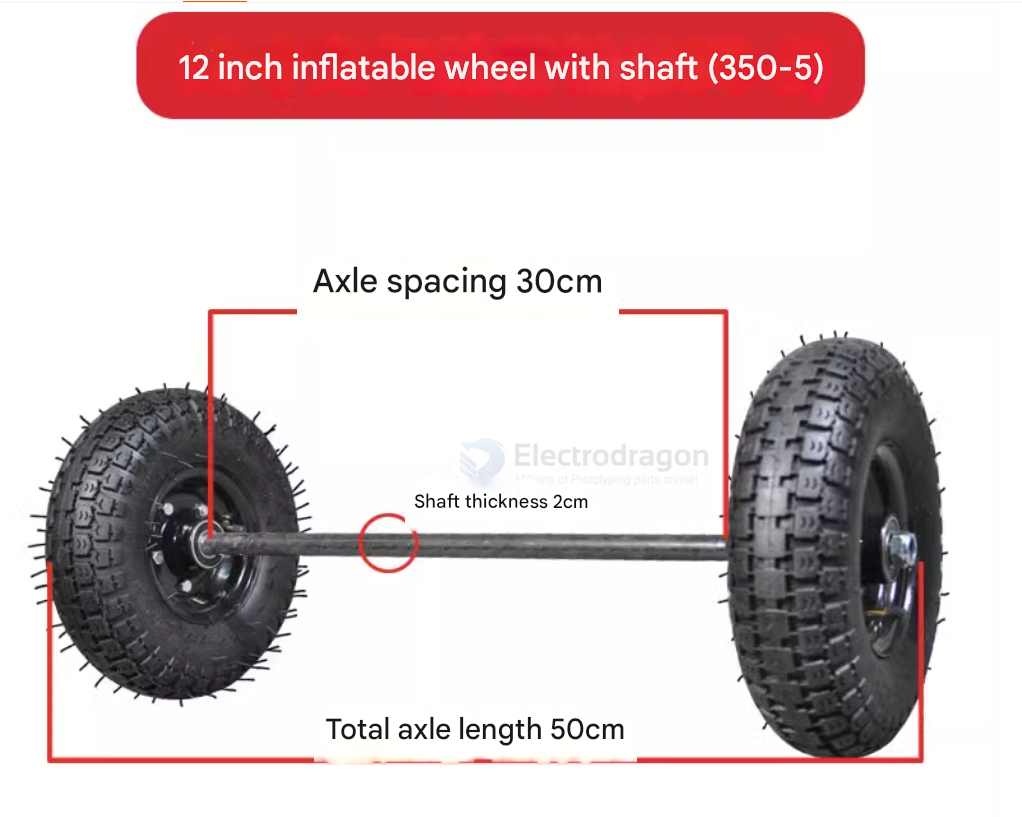 12 inch inflatable wheel with shaft (350-5)
Axle spacing 30cm
Electrodragon
Millions of Prototyping parts online!
Shaft thickness 2cm
Total axle length 50cm